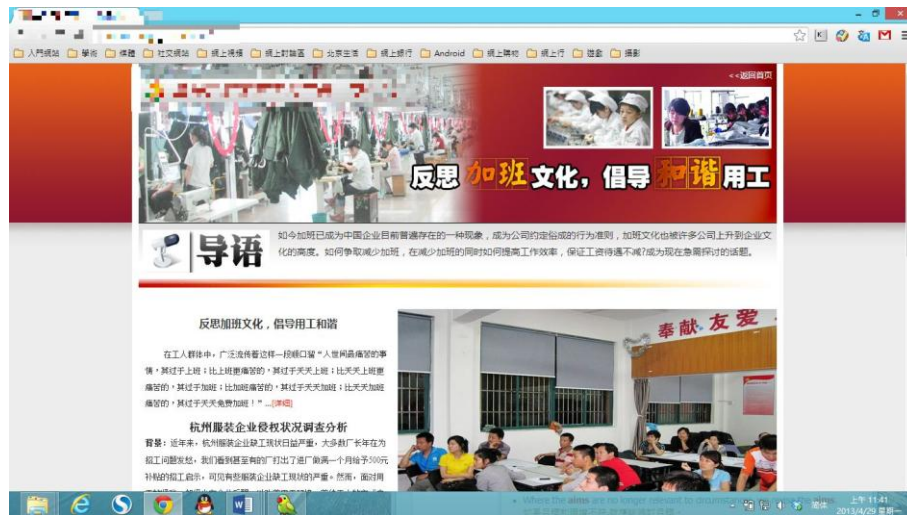 人門網站 學術 媒體 社交網站 網上視頻 網上討論區 北京生活 網上銀行 Android 網上購物 網上行 遊戲 攝影
<<返回首页
反思加班文化，倡导和谐用工
导语
如今加班已成为中国企业目前普遍存在的一种现象，成为公司约定俗成的行为准则，加班文化也被许多公司上升到企业文
化的高度。如何争取减少加班，在减少加班的同时如何提高工作效率，保证工资待遇不减?成为现在急需探讨的话题。
反思加班文化，倡导用工和谐
奉献 友爱
在工人群体中，广泛流传着这样一段顺口留“人世间最痛苦的事
情，莫过于上班；比上班更痛苦的，莫过于天天上班；比天天上班更
痛苦的，莫过于加班；比加班痛苦的，莫过于天天加班；比天天加班
痛苦的，莫过于天天免费加班！”...[详细]
杭州服装企业侵权状况调查分析
背景：近年来，杭州服装企业缺工现状日益严重，大多数厂长年在为
招工问题发愁，我们看到甚至有的厂打出了进厂做满一个月给予500元
补贴的招工启示，可见有些服装企业缺工现状的严重。然而，面对用
Where the aims are no longer relevant to circumstances
简体
上午 11:41
2013/4/29 星期一